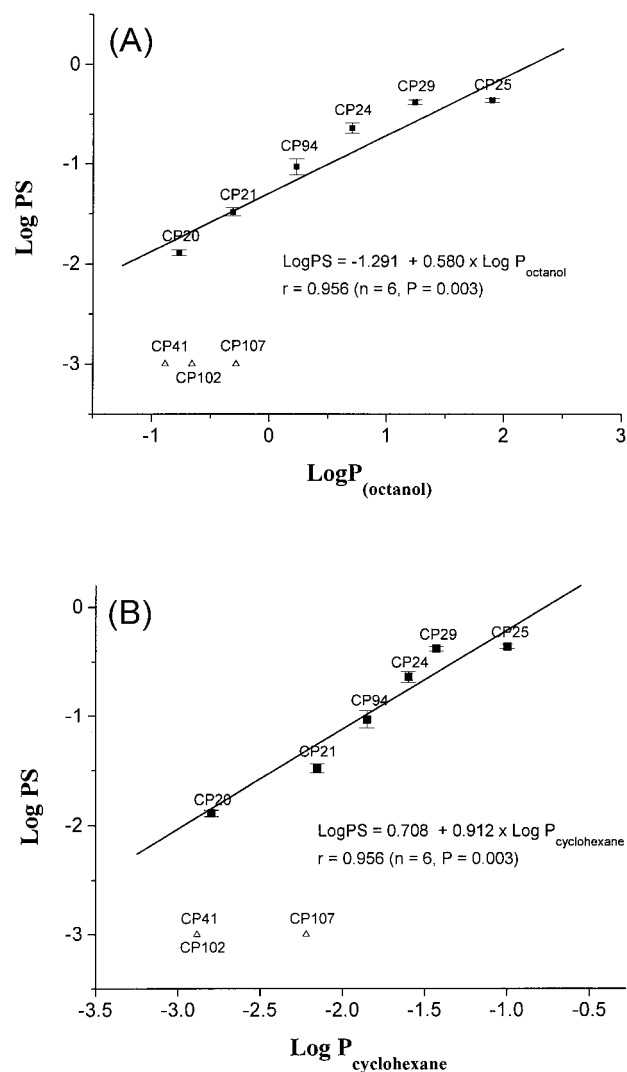 (A)
0
-1
-2
-3
Log PS
CP29
CP25
CP24
CP94
CP21
CP20
LogPS = -1.291 + 0.580 x Log P octanol
r = 0.956 (n = 6, P = 0.003)
CP41
CP107
CP102
-1
0
1
2
3
LogP(octanol)
(B)
0
-1
-2
-3
Log PS
CP29
CP25
CP24
CP94
CP21
CP20
LogPS = 0.708 + 0.912 x Log P cyclohexane
r = 0.956 (n = 6, P = 0.003)
CP41
CP107
CP102
-3.5
-3.0
-2.5
-2.0
-1.5
-1.0
-0.5
Log P cyclohexane